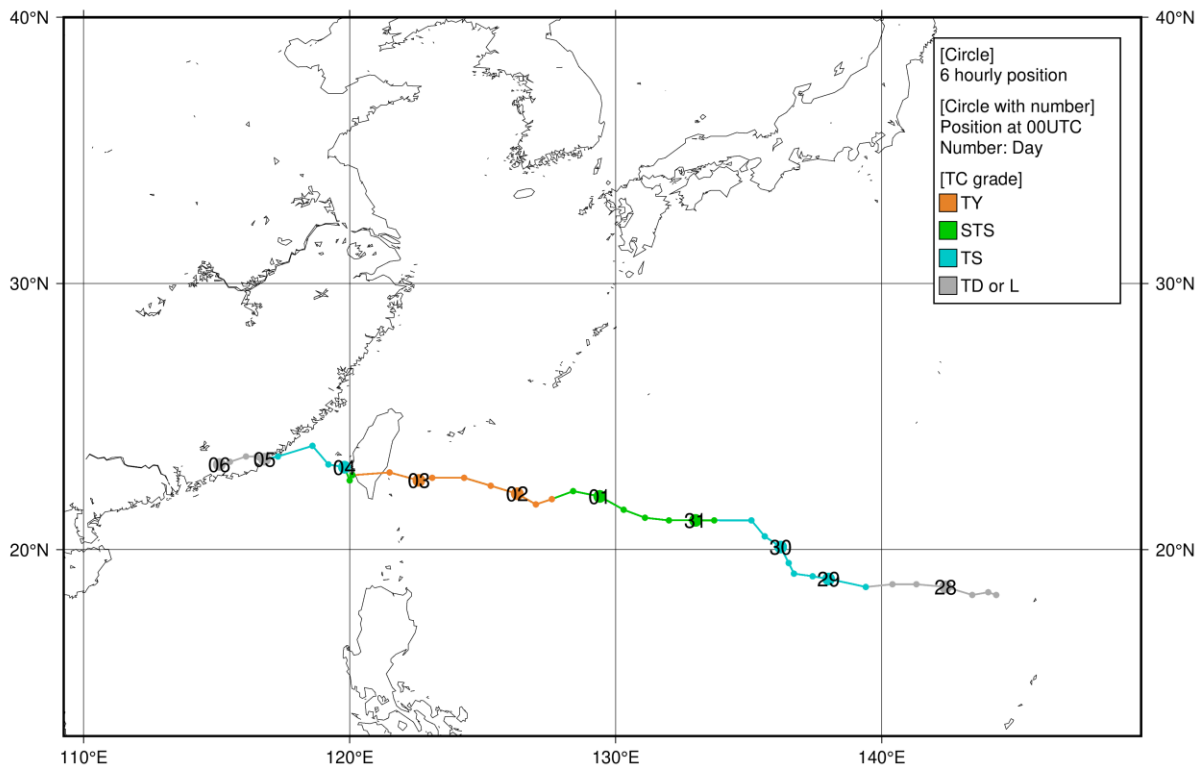 40°N
40°N
[Circle]
6 hourly position
[Circle with number]
Position at 00UTC
Number: Day
[TC grade]
TY
STS
TS
TD or L
30°N
30°N
06
05
04
03
02
01
31
30
29
28
20°N
20°N
110°E
120°E
130°E
140°E